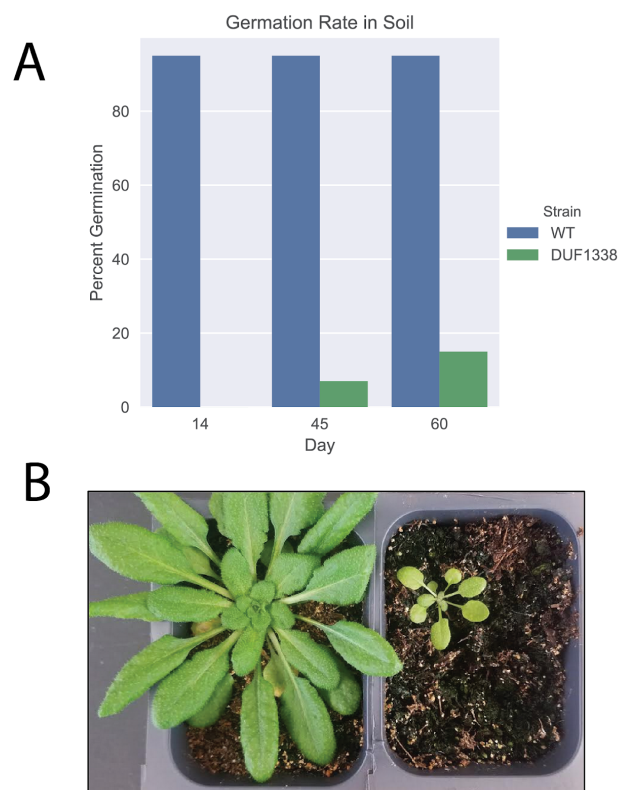 A
Germation Rate in Soil
Percent Germination
80
60
40
20
0
14
45
60
Day
Strain
WT
DUF1338
B